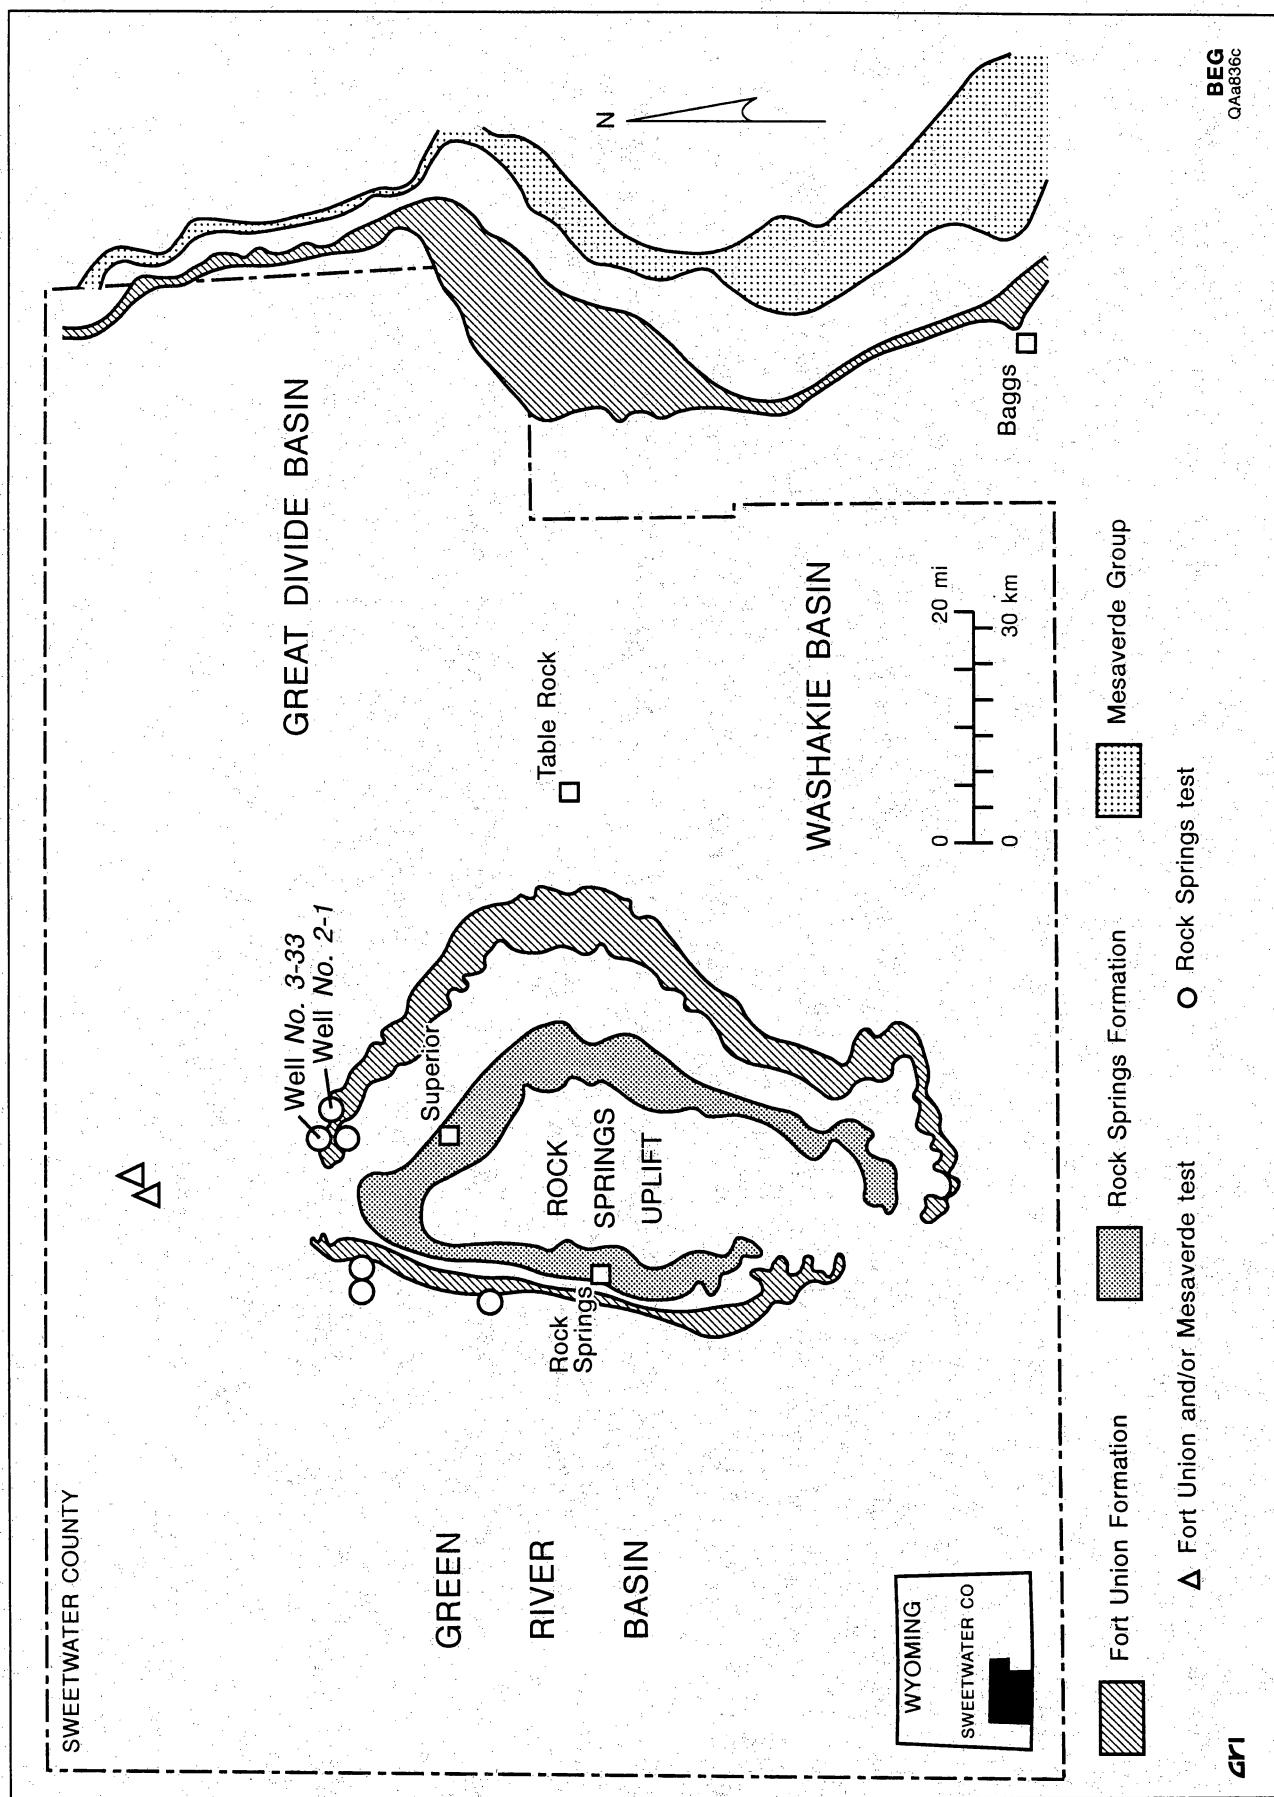 SWEETWATER COUNTY
GREAT DIVIDE BASIN
N
Well No. 3-33
Well No. 2-1
Superior
Table Rock
GREEN
RIVER
BASIN
ROCK
SPRINGS
UPLIFT
Rock
Springs
WASHAKIE BASIN
Baggs
0
20 mi
0
30 km
WYOMING
SWEETWATER CO
Fort Union Formation
Rock Springs Formation
Mesaverde Group
Fort Union and/or Mesaverde test
Rock Springs test
GRI
BEG
QAa836c